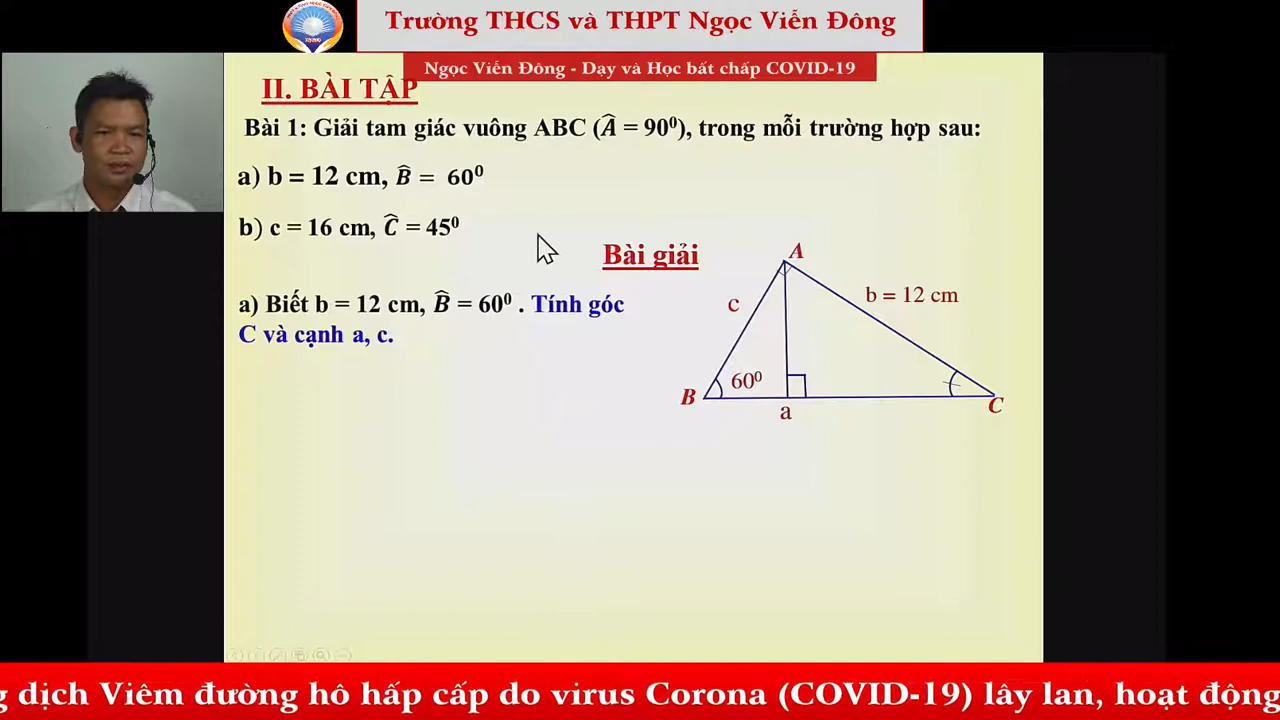 Trường THCS và THPT Ngọc Viễn Đông
Ngọc Viễn Đông - Dạy và Học bất chấp COVID-19
II. BÀI TẬP
Bài 1: Giải tam giác vuông ABC (Â = 90⁰), trong mỗi trường hợp sau:
a) b = 12 cm, B̂ = 60⁰
b) c = 16 cm, Ĉ = 45⁰
Bài giải
a) Biết b = 12 cm, B̂ = 60⁰ . Tính góc
C và cạnh a, c.
A
c
b = 12 cm
60⁰
B
a
C
dịch Viêm đường hô hấp cấp do virus Corona (COVID-19) lây lan, hoạt động